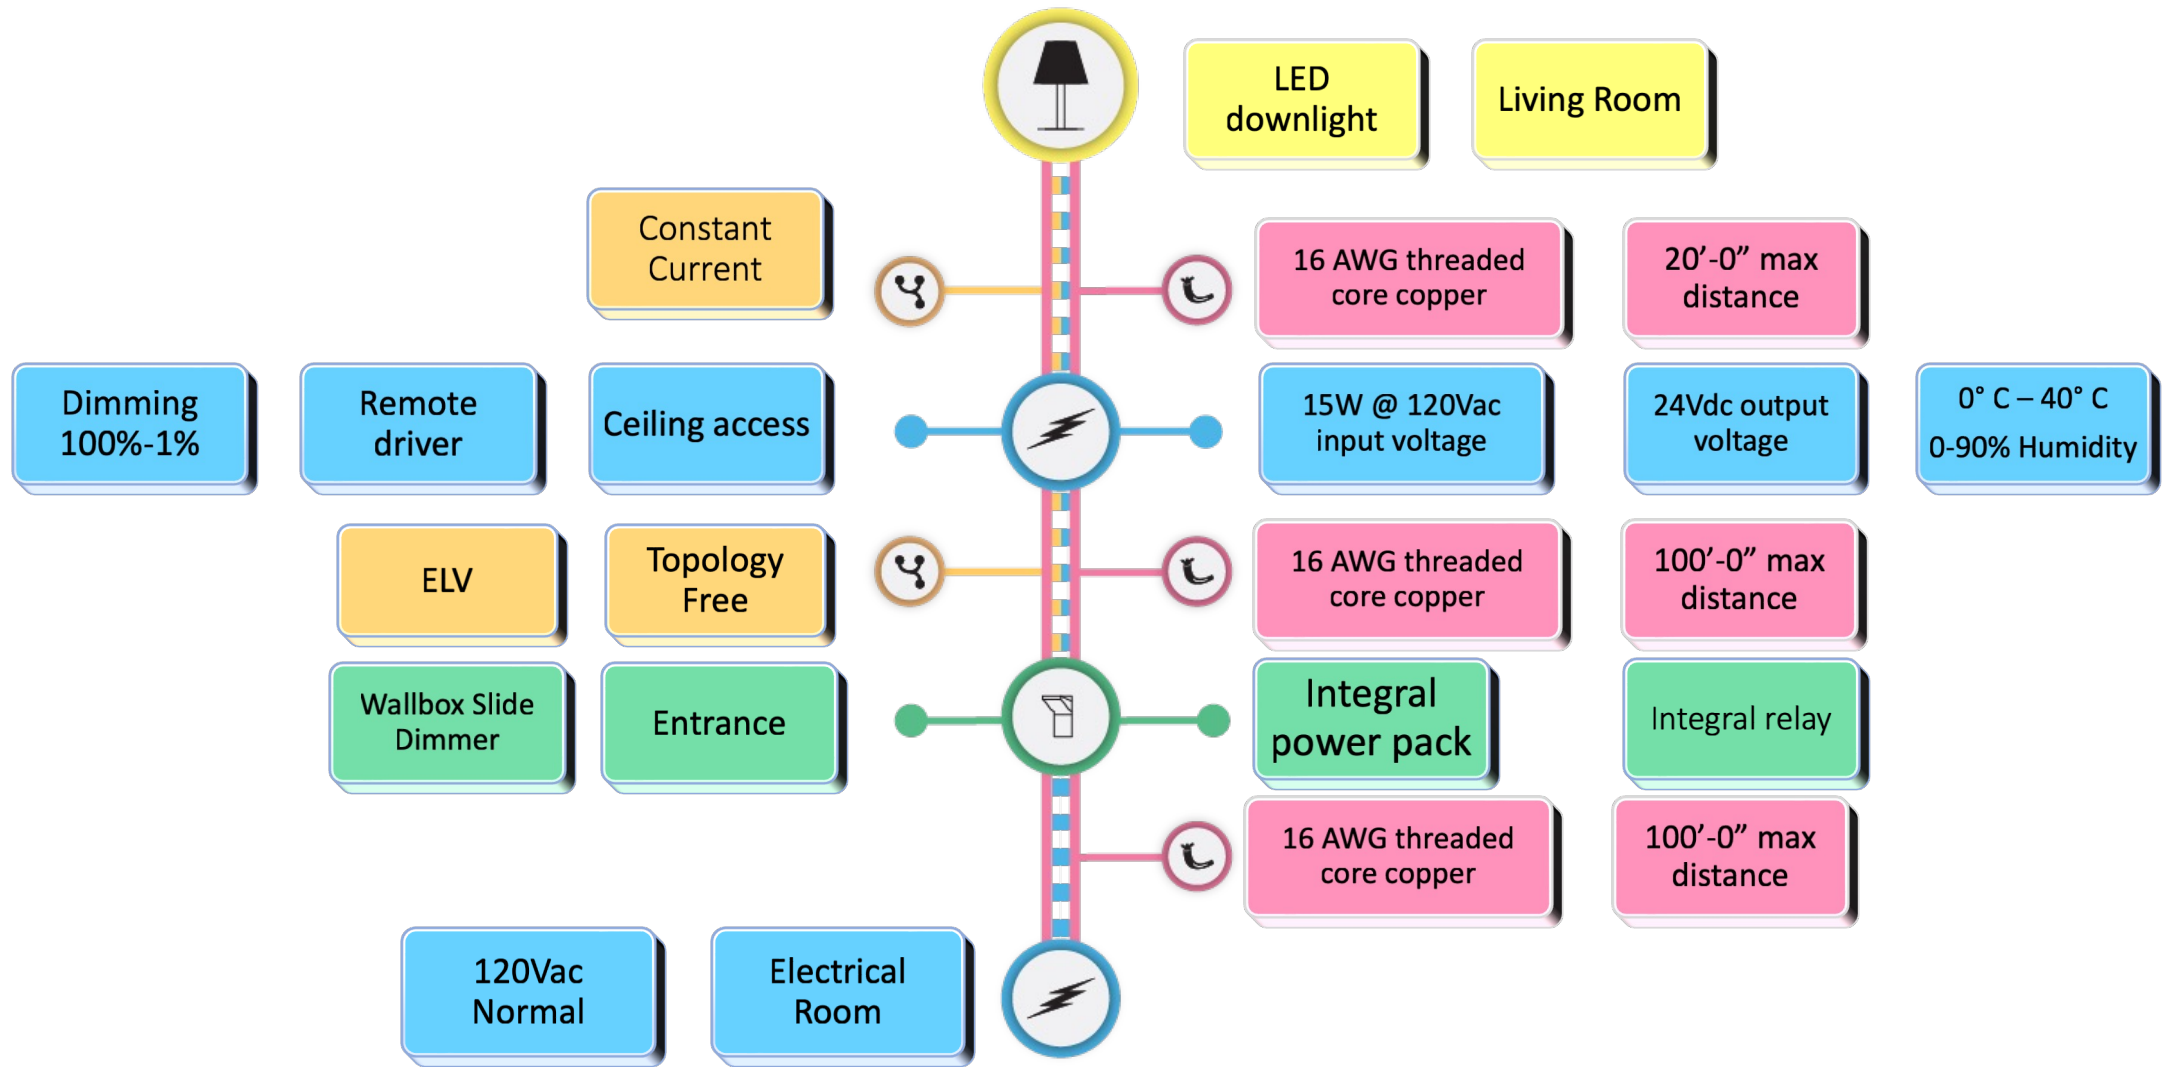 LED
downlight
Living Room
Constant
Current
16 AWG threaded
core copper
20’-0” max
distance
Dimming
100%-1%
Remote
driver
Ceiling access
15W @ 120Vac
input voltage
24Vdc output
voltage
0° C – 40° C
0-90% Humidity
ELV
Topology
Free
16 AWG threaded
core copper
100’-0” max
distance
Wallbox Slide
Dimmer
Entrance
Integral
power pack
Integral relay
16 AWG threaded
core copper
100’-0” max
distance
120Vac
Normal
Electrical
Room